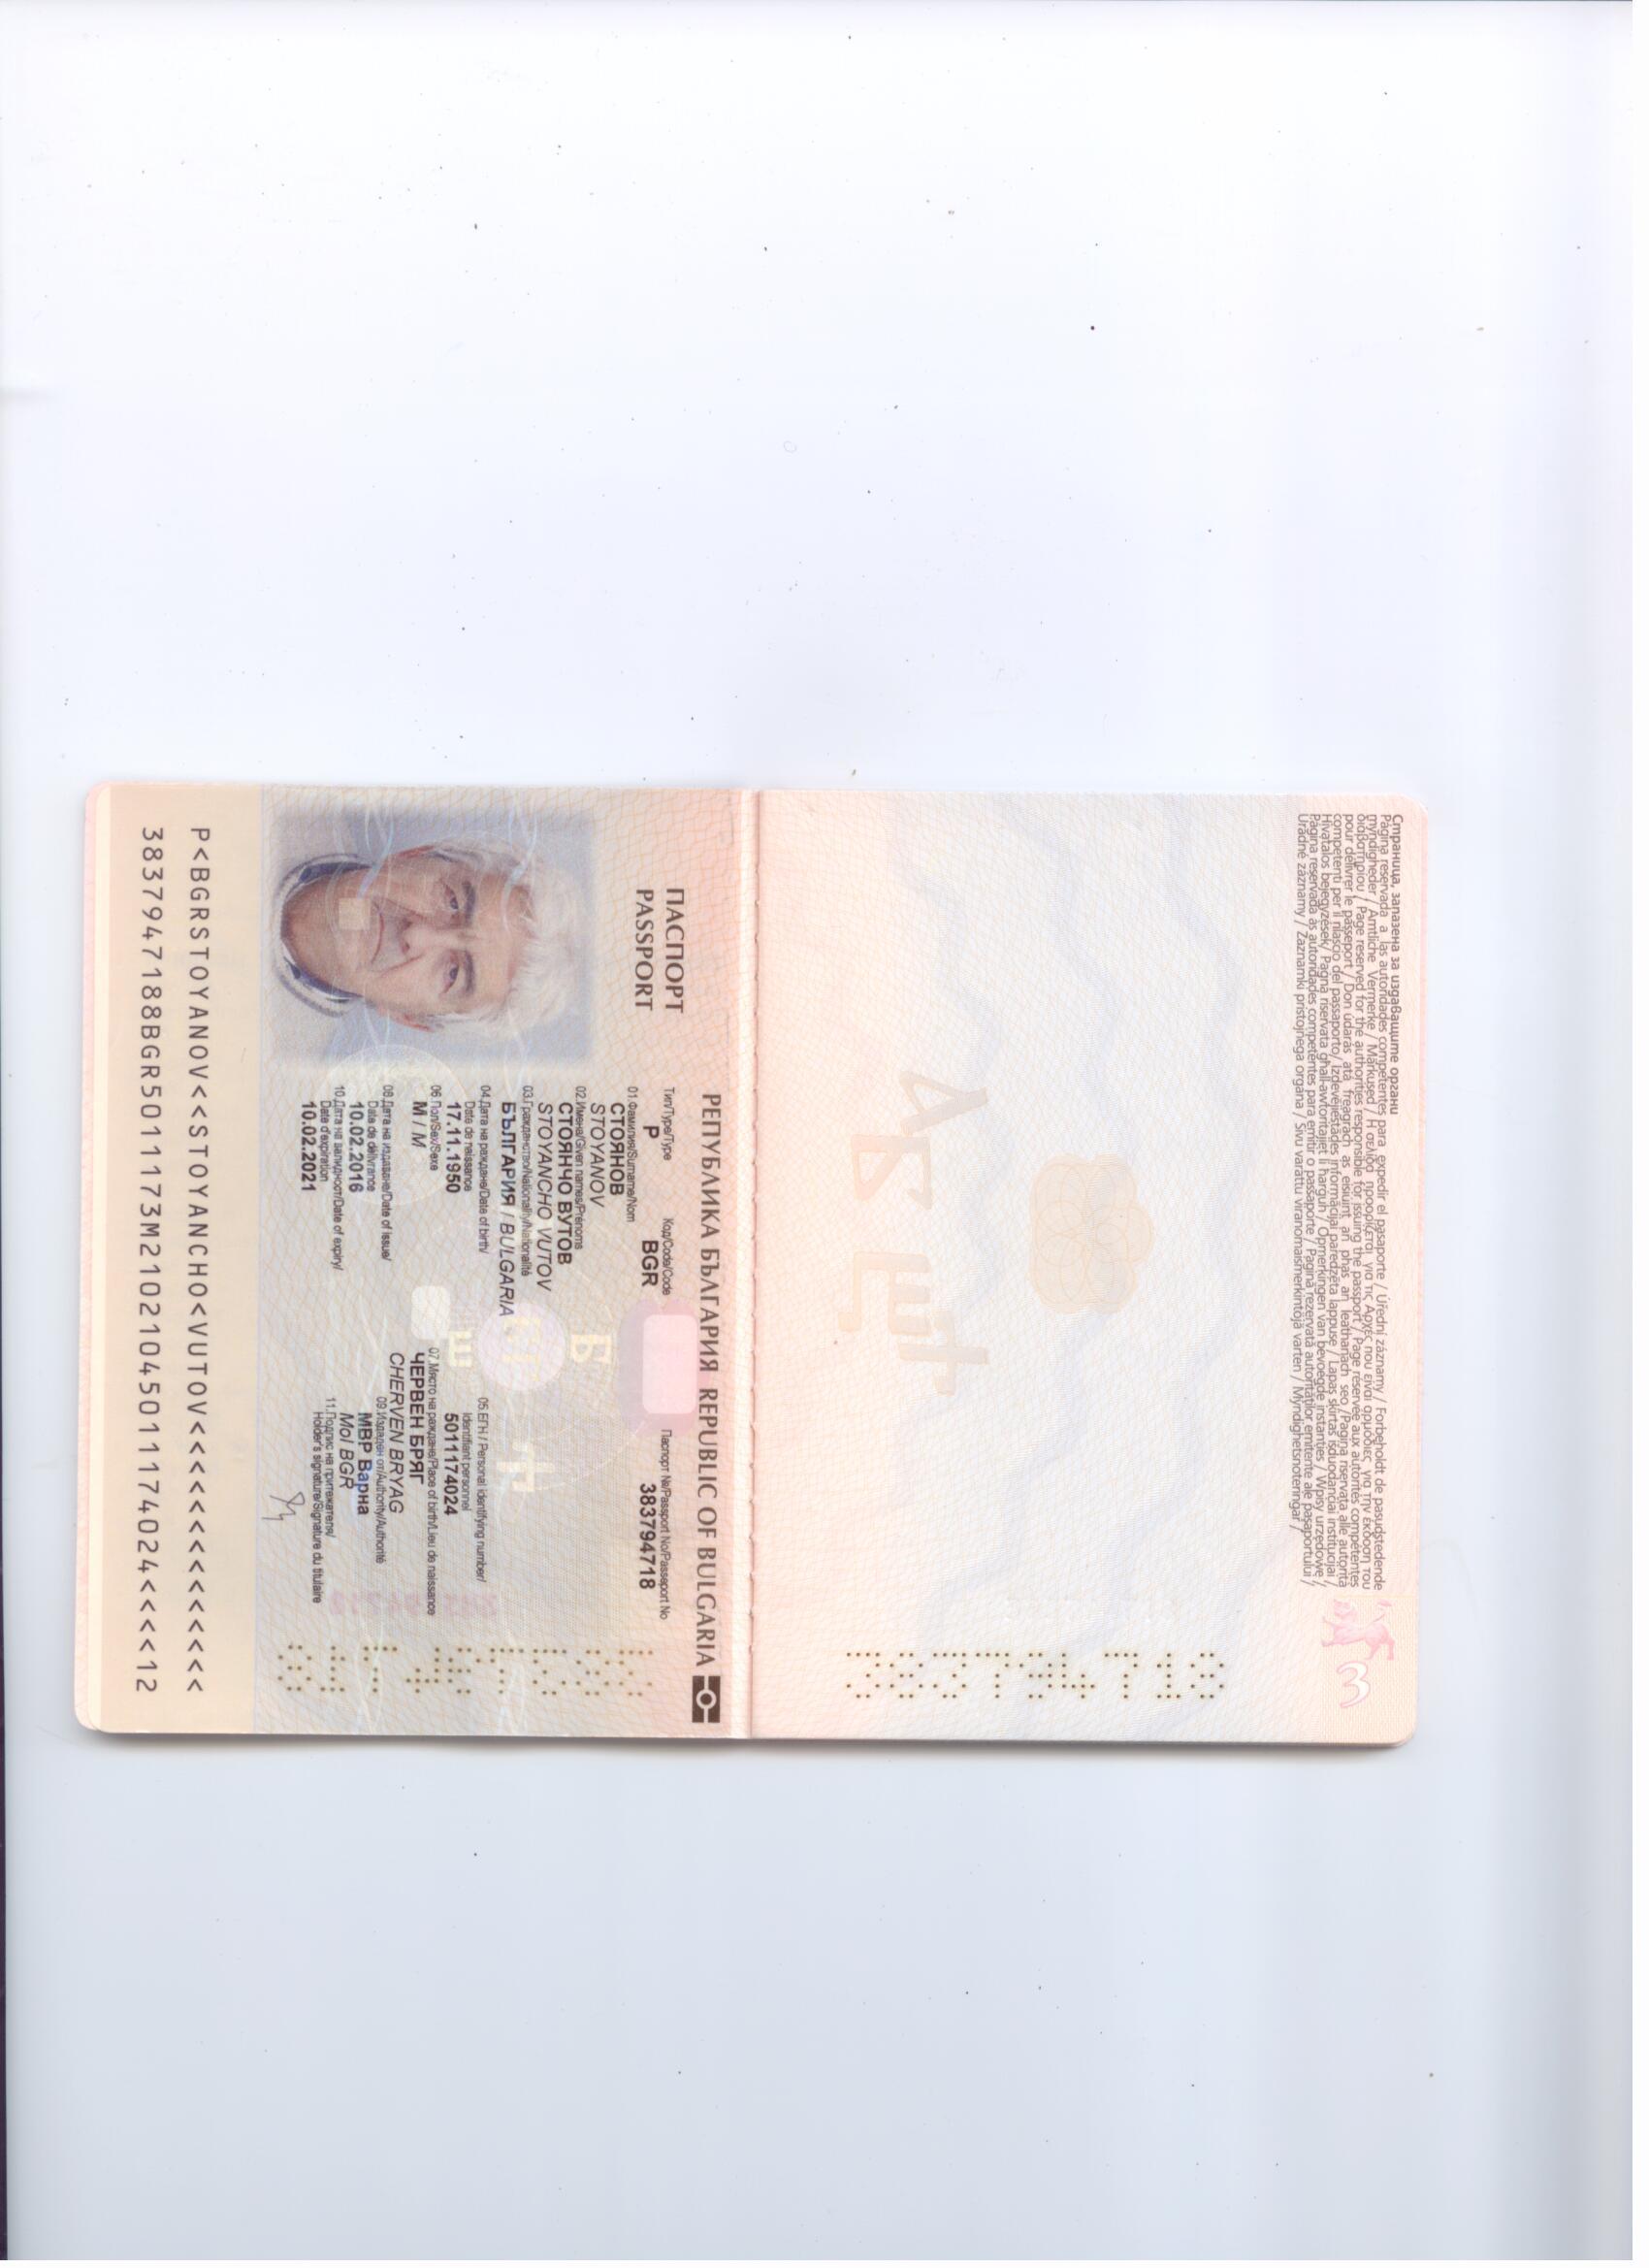 Страница, запазена за издаващите органи
Página reservada a las autoridades competentes para expedir el pasaporte / Úřední záznamy / Forbeholdt de pasudstedende
myndigheder / Amtliche Vermerke / Märkused / Η σελίδα προορίζεται για τις Αρχές που είναι αρμόδιες για την έκδοση του
διαβατηρίου / Page reserved for the authorities responsible for issuing the passport / Page réservée aux autorités compétentes
pour délivrer le passeport / Don údarás atá freagrach as eisiúint an phas an leathanach seo / Pagina riservata alle autorità
competenti per il rilascio del passaporto / Izdevējiestādes informācijai paredzēta lappuse / Lapas skirtas išduodančiai institucijai /
Hivatalos bejegyzések / Paġna riservata għall-awtoritajiet li ħarġuh / Opmerkingen van bevoegde instanties / Wpisy urzędowe /
Página reservada às autoridades competentes para emitir o passaporte / Pagină rezervată autorităților emitente ale pașaportului /
Úradné záznamy / Zaznamki pristojnega organa / Sivu varattu viranomaismerkintöjä varten / Myndighetsnoteringar /
3
383794718
РЕПУБЛИКА БЪЛГАРИЯ REPUBLIC OF BULGARIA
ПАСПОРТ
PASSPORT
Тип/Type/Type Код/Code/Code Паспорт №/Passport No/Passeport No
P BGR 383794718
01.Фамилия/Surname/Nom
СТОЯНОВ
STOYANOV
02.Имена/Given names/Prénoms
СТОЯНЧО ВУТОВ
STOYANCHO VUTOV
03.Гражданство/Nationality/Nationalité
БЪЛГАРИЯ / BULGARIA
04.Дата на раждане/Date of birth/
Date de naissance
17.11.1950
05.ЕГН / Personal identifying number/
Identifiant personnel
5011174024
06.Пол/Sex/Sexe
М / M
07.Място на раждане/Place of birth/Lieu de naissance
ЧЕРВЕН БРЯГ
CHERVEN BRYAG
08.Дата на издаване/Date of issue/
Date de délivrance
10.02.2016
09.Издаден от/Authority/Authorité
МВР Варна
MoI BGR
10.Дата на валидност/Date of expiry/
Date d'expiration
10.02.2021
11.Подпис на притежателя/
Holder's signature/Signature du titulaire
383794718
P<BGRSTOYANOV<<STOYANCHO<VUTOV<<<<<<<<<<<<<<
3837947188BGR5011173M21021045011174024<<<<12